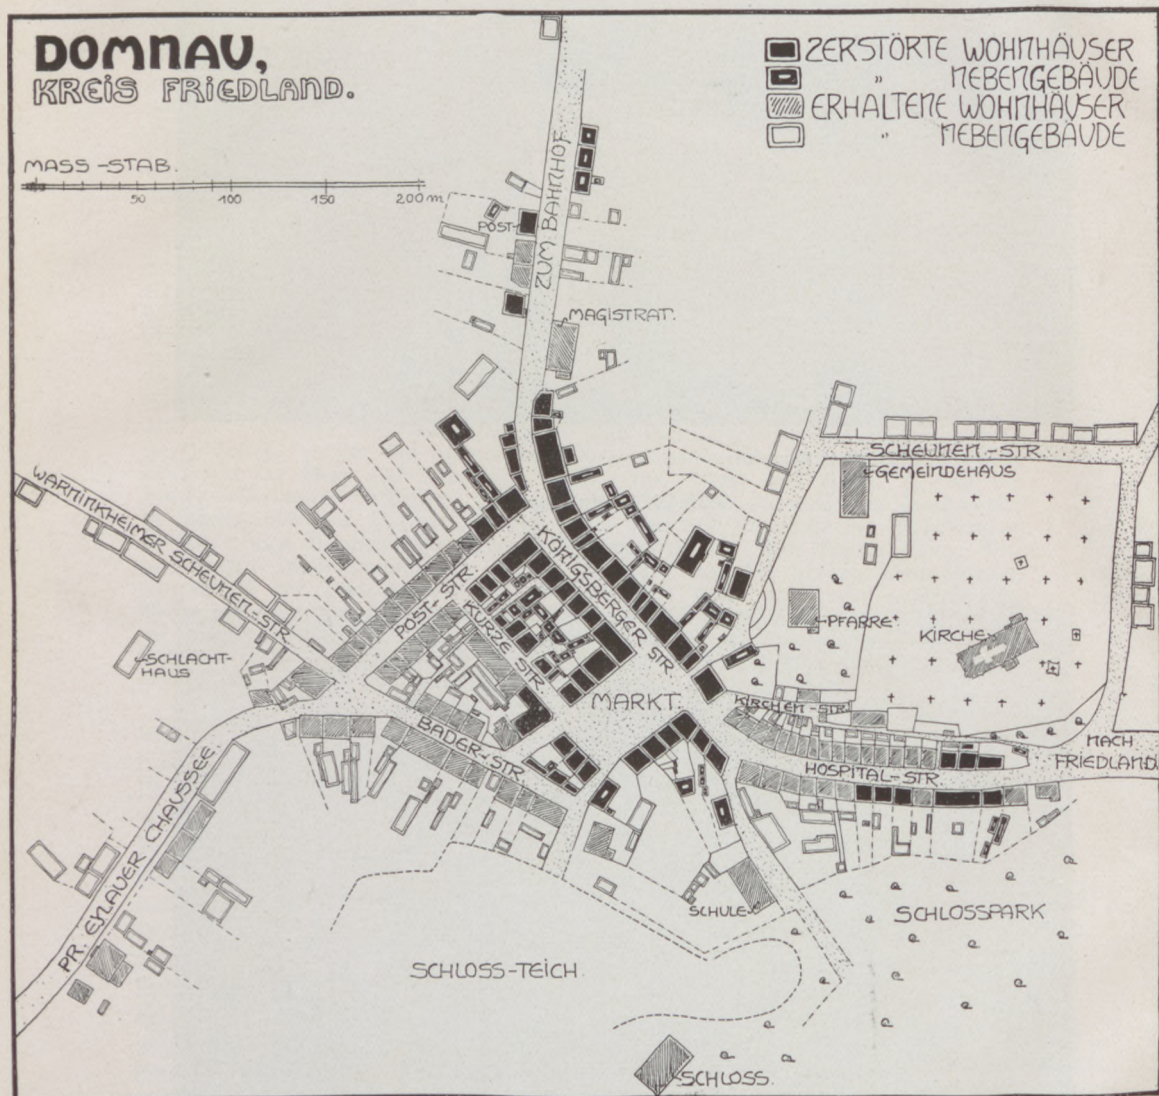 DOMNAU,
KREIS FRIEDLAND.
ZERSTÖRTE WOHNHÄUSER
" NEBENGEBÄUDE
ERHALTENE WOHNHÄUSER
" NEBENGEBÄUDE
MASS-STAB.
50 100 150 200 m
ZUM BAHNHOF
POST
MAGISTRAT.
SCHEUNEN-STR.
GEMEINDEHAUS
WARNINKHEIMER SCHEUNEN-STR.
KÖNIGSBERGER STR.
POST-STR.
KURZE STR.
PFARRE
KIRCHE
SCHLACHT-
HAUS
MARKT.
KIRCHEN-STR.
BADER-STR.
NACH
FRIEDLAND.
HOSPITAL-STR.
PR. EYLAUER CHAUSSEE
SCHULE
SCHLOSSPARK
SCHLOSS-TEICH
SCHLOSS.